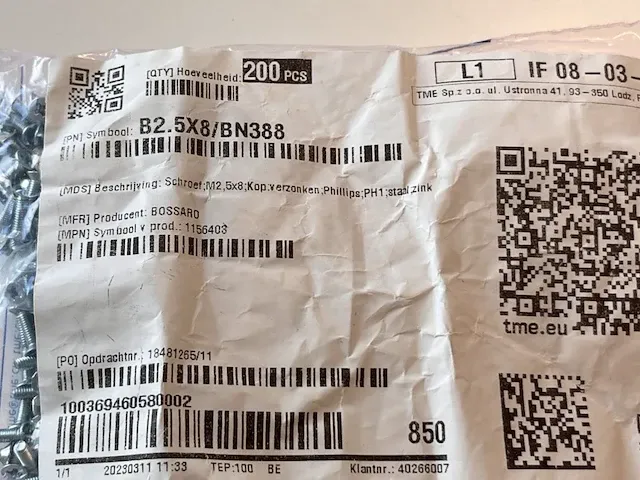 [QTY] Hoeveelheid: 200 PCS
L1 IF 08-03-
TME Sp.z o.o. ul. Ustronna 41, 93-350 Lodz,
[PN] Symbool: B2.5X8/BN388
[MDS] Beschrijving: Schroef;M2,5x8;Kop:verzonken;Phillips;PH1;staal;zink
[MFR] Producent: BOSSARD
[MPN] Symbool v prod.: 1156403
tme.eu
[PO] Opdrachtnr.: 18481265/11
100369460580002
850
1/1 20230311 11:33 TEP:100 BE Klantnr.: 40266007